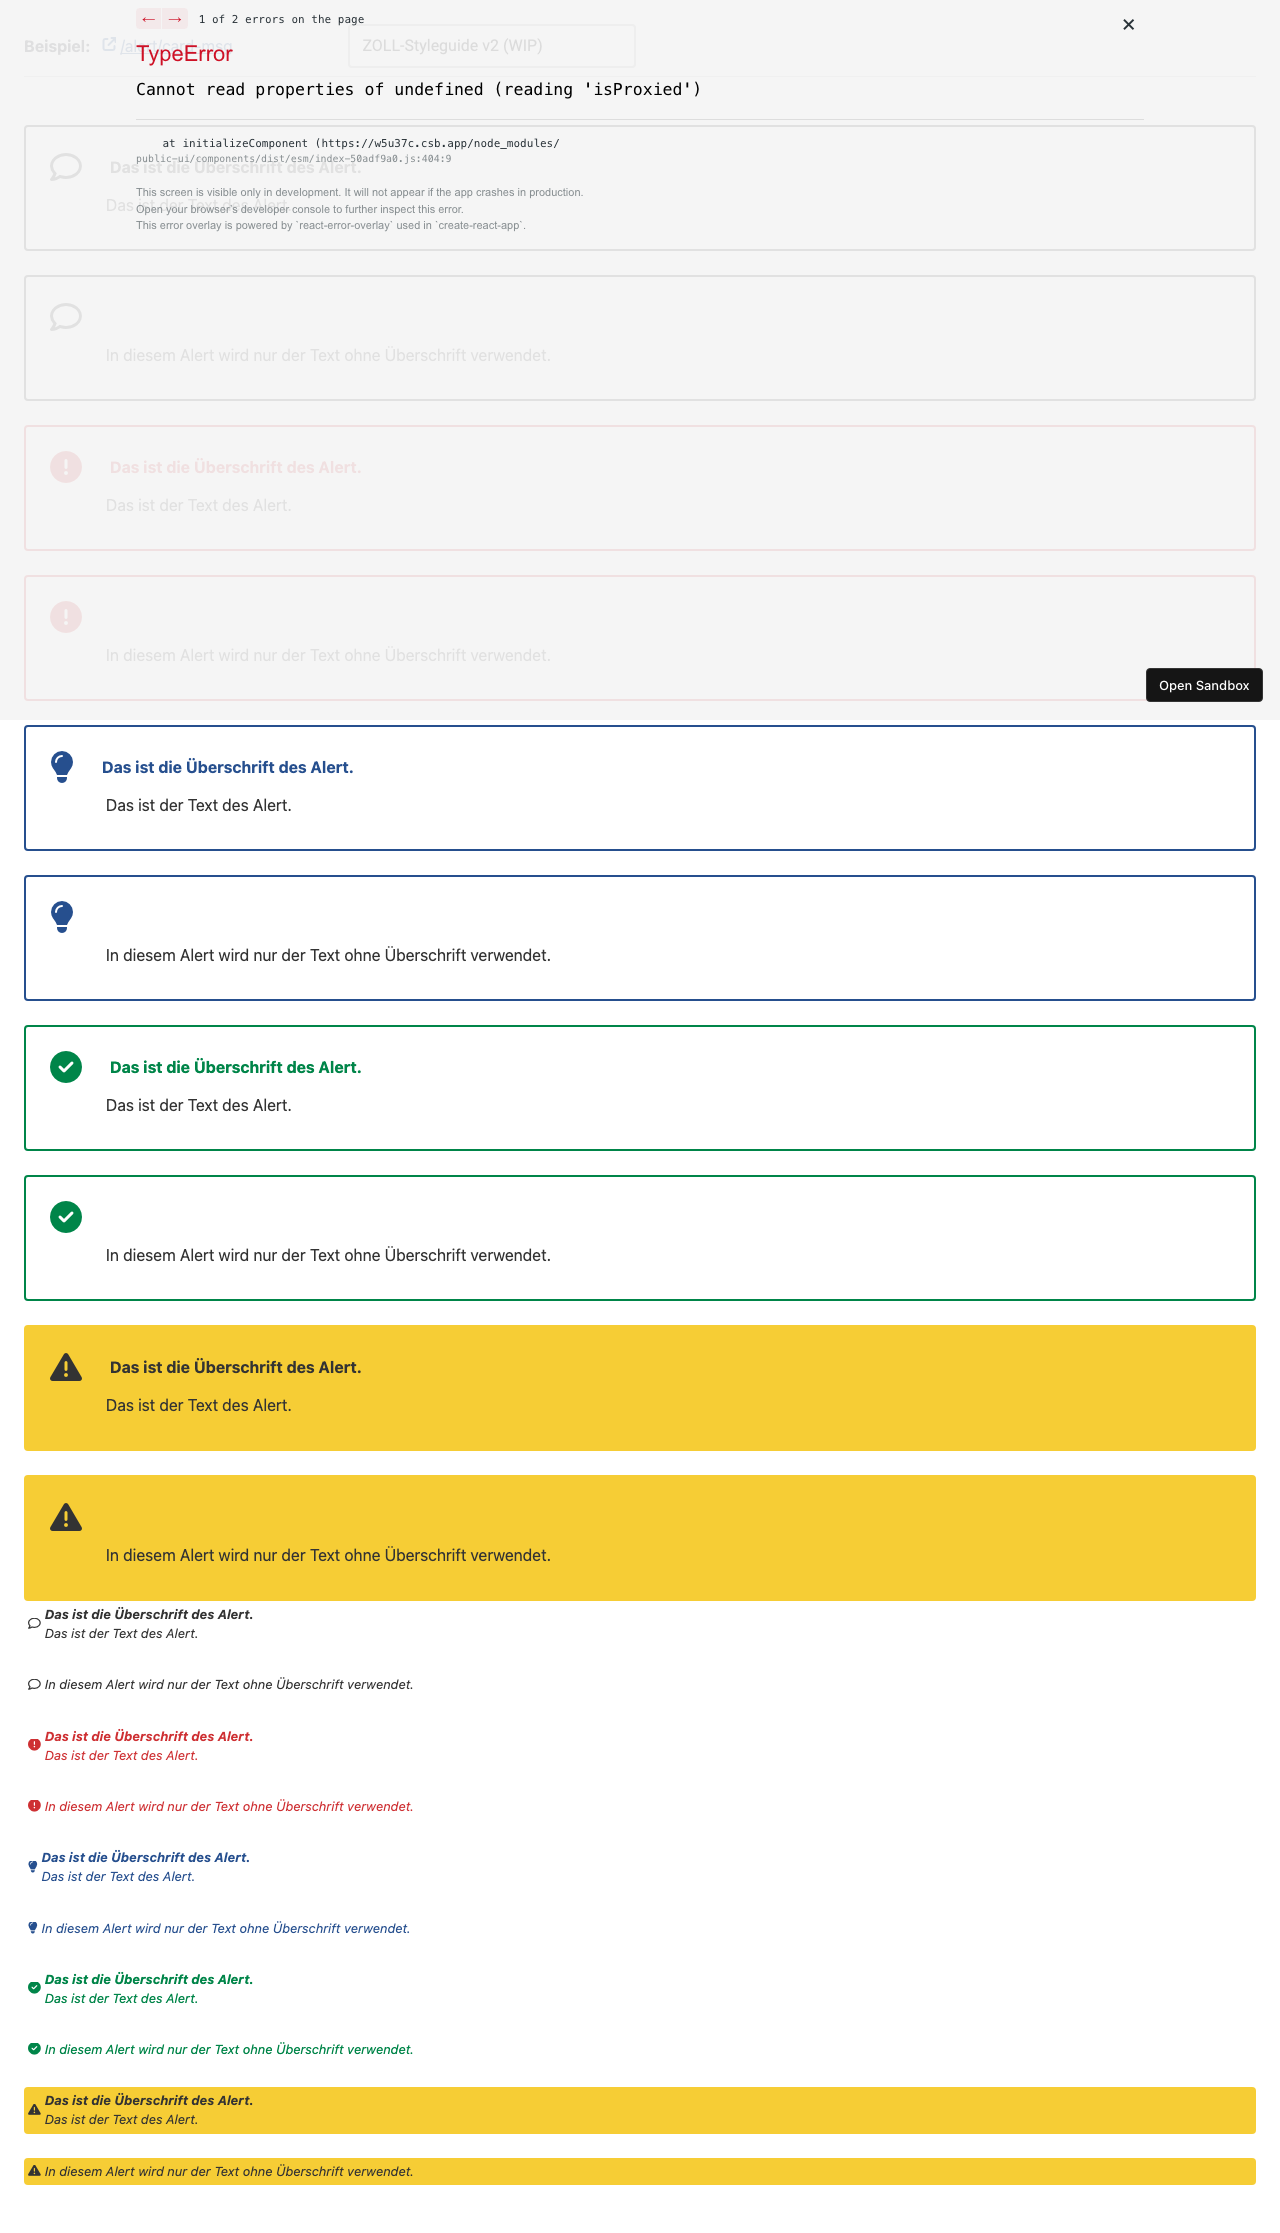 ← → 1 of 2 errors on the page
Beispiel: /alert/card-msg
ZOLL-Styleguide v2 (WIP)
TypeError
Cannot read properties of undefined (reading 'isProxied')
at initializeComponent (https://w5u37c.csb.app/node_modules/
public-ui/components/dist/esm/index-50adf9a0.js:404:9
Das ist die Überschrift des Alert.
This screen is visible only in development. It will not appear if the app crashes in production.
Das ist der Text des Alert.
Open your browser's developer console to further inspect this error.
This error overlay is powered by `react-error-overlay` used in `create-react-app`.
In diesem Alert wird nur der Text ohne Überschrift verwendet.
Das ist die Überschrift des Alert.
Das ist der Text des Alert.
In diesem Alert wird nur der Text ohne Überschrift verwendet.
Open Sandbox
Das ist die Überschrift des Alert.
Das ist der Text des Alert.
In diesem Alert wird nur der Text ohne Überschrift verwendet.
Das ist die Überschrift des Alert.
Das ist der Text des Alert.
In diesem Alert wird nur der Text ohne Überschrift verwendet.
Das ist die Überschrift des Alert.
Das ist der Text des Alert.
In diesem Alert wird nur der Text ohne Überschrift verwendet.
Das ist die Überschrift des Alert.
Das ist der Text des Alert.
In diesem Alert wird nur der Text ohne Überschrift verwendet.
Das ist die Überschrift des Alert.
Das ist der Text des Alert.
In diesem Alert wird nur der Text ohne Überschrift verwendet.
Das ist die Überschrift des Alert.
Das ist der Text des Alert.
In diesem Alert wird nur der Text ohne Überschrift verwendet.
Das ist die Überschrift des Alert.
Das ist der Text des Alert.
In diesem Alert wird nur der Text ohne Überschrift verwendet.
Das ist die Überschrift des Alert.
Das ist der Text des Alert.
In diesem Alert wird nur der Text ohne Überschrift verwendet.